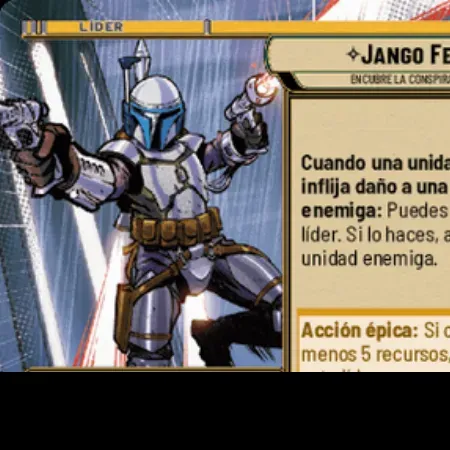 LÍDER
JANGO FE
ENCUBRE LA CONSPIR
Cuando una unida
inflija daño a una
enemiga: Puedes
líder. Si lo haces, a
unidad enemiga.
Acción épica: Si c
menos 5 recursos,